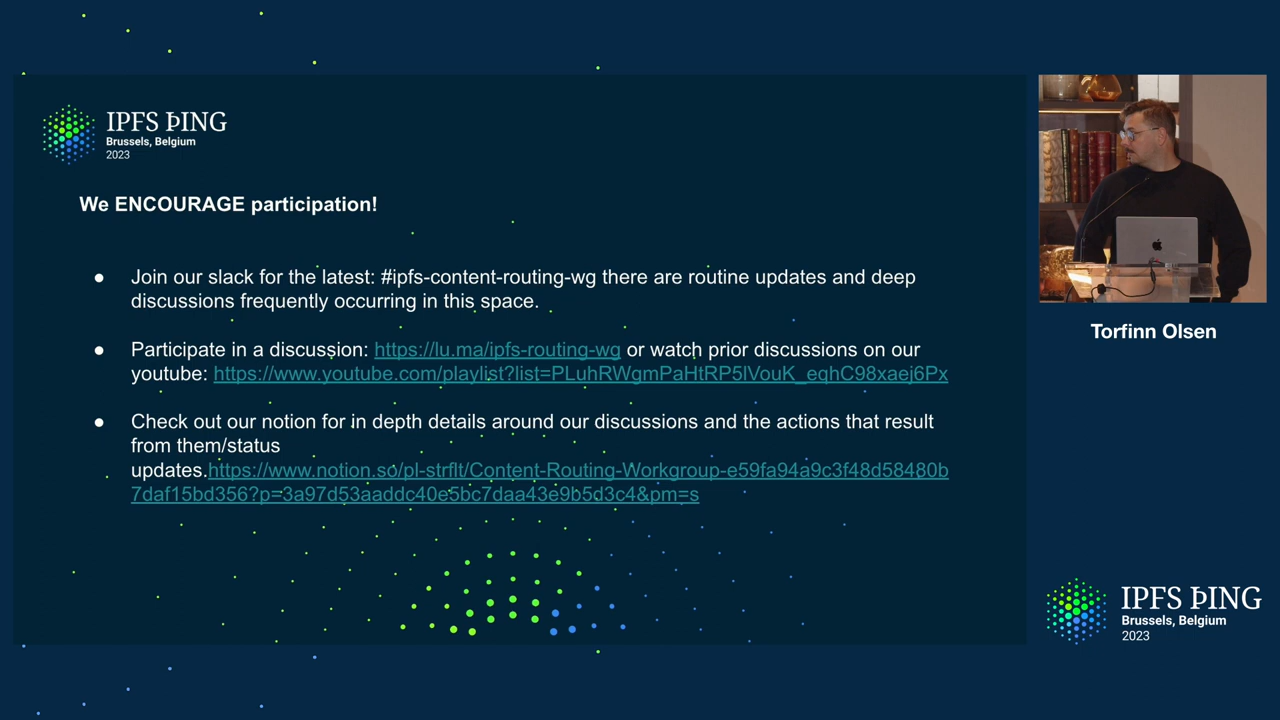 IPFS ÞING
Brussels, Belgium
2023
We ENCOURAGE participation!
● Join our slack for the latest: #ipfs-content-routing-wg there are routine updates and deep
discussions frequently occurring in this space.
● Participate in a discussion: https://lu.ma/ipfs-routing-wg or watch prior discussions on our
youtube: https://www.youtube.com/playlist?list=PLuhRWgmPaHtRP5lVouK_eqhC98xaej6Px
● Check out our notion for in depth details around our discussions and the actions that result
from them/status
updates.https://www.notion.so/pl-strflt/Content-Routing-Workgroup-e59fa94a9c3f48d58480b
7daf15bd356?p=3a97d53aaddc40e5bc7daa43e9b5d3c4&pm=s
Torfinn Olsen
IPFS ÞING
Brussels, Belgium
2023